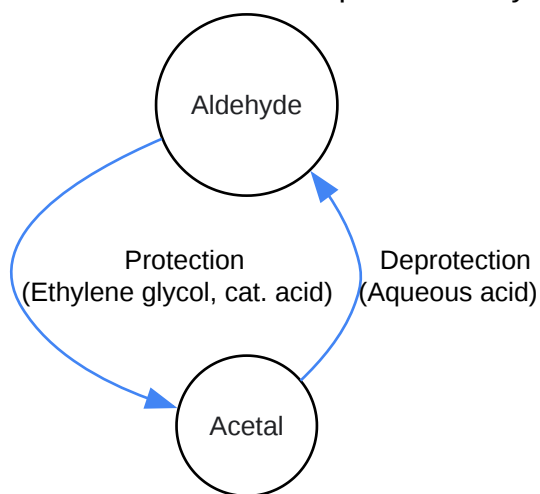 Aldehyde
Protection
(Ethylene glycol, cat. acid)
Deprotection
(Aqueous acid)
Acetal